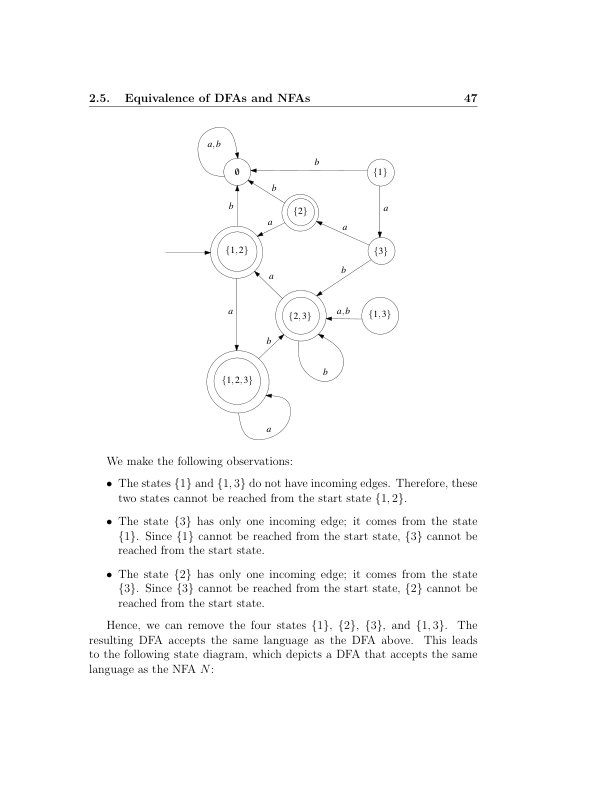 2.5. Equivalence of DFAs and NFAs 47
a,b
b
∅
{1}
b
{2}
b
a
a
a
{1,2}
{3}
b
a
a
a,b
{2,3}
{1,3}
b
b
{1,2,3}
a
We make the following observations:
• The states {1} and {1, 3} do not have incoming edges. Therefore, these
two states cannot be reached from the start state {1, 2}.
• The state {3} has only one incoming edge; it comes from the state
{1}. Since {1} cannot be reached from the start state, {3} cannot be
reached from the start state.
• The state {2} has only one incoming edge; it comes from the state
{3}. Since {3} cannot be reached from the start state, {2} cannot be
reached from the start state.
Hence, we can remove the four states {1}, {2}, {3}, and {1, 3}. The
resulting DFA accepts the same language as the DFA above. This leads
to the following state diagram, which depicts a DFA that accepts the same
language as the NFA N: